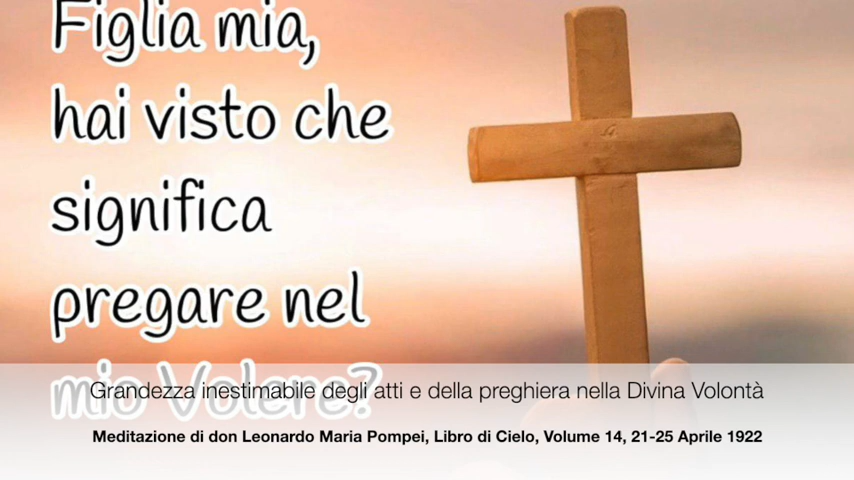 Figlia mia,
hai visto che
significa
pregare nel
mio Volere?
Grandezza inestimabile degli atti e della preghiera nella Divina Volontà
Meditazione di don Leonardo Maria Pompei, Libro di Cielo, Volume 14, 21-25 Aprile 1922